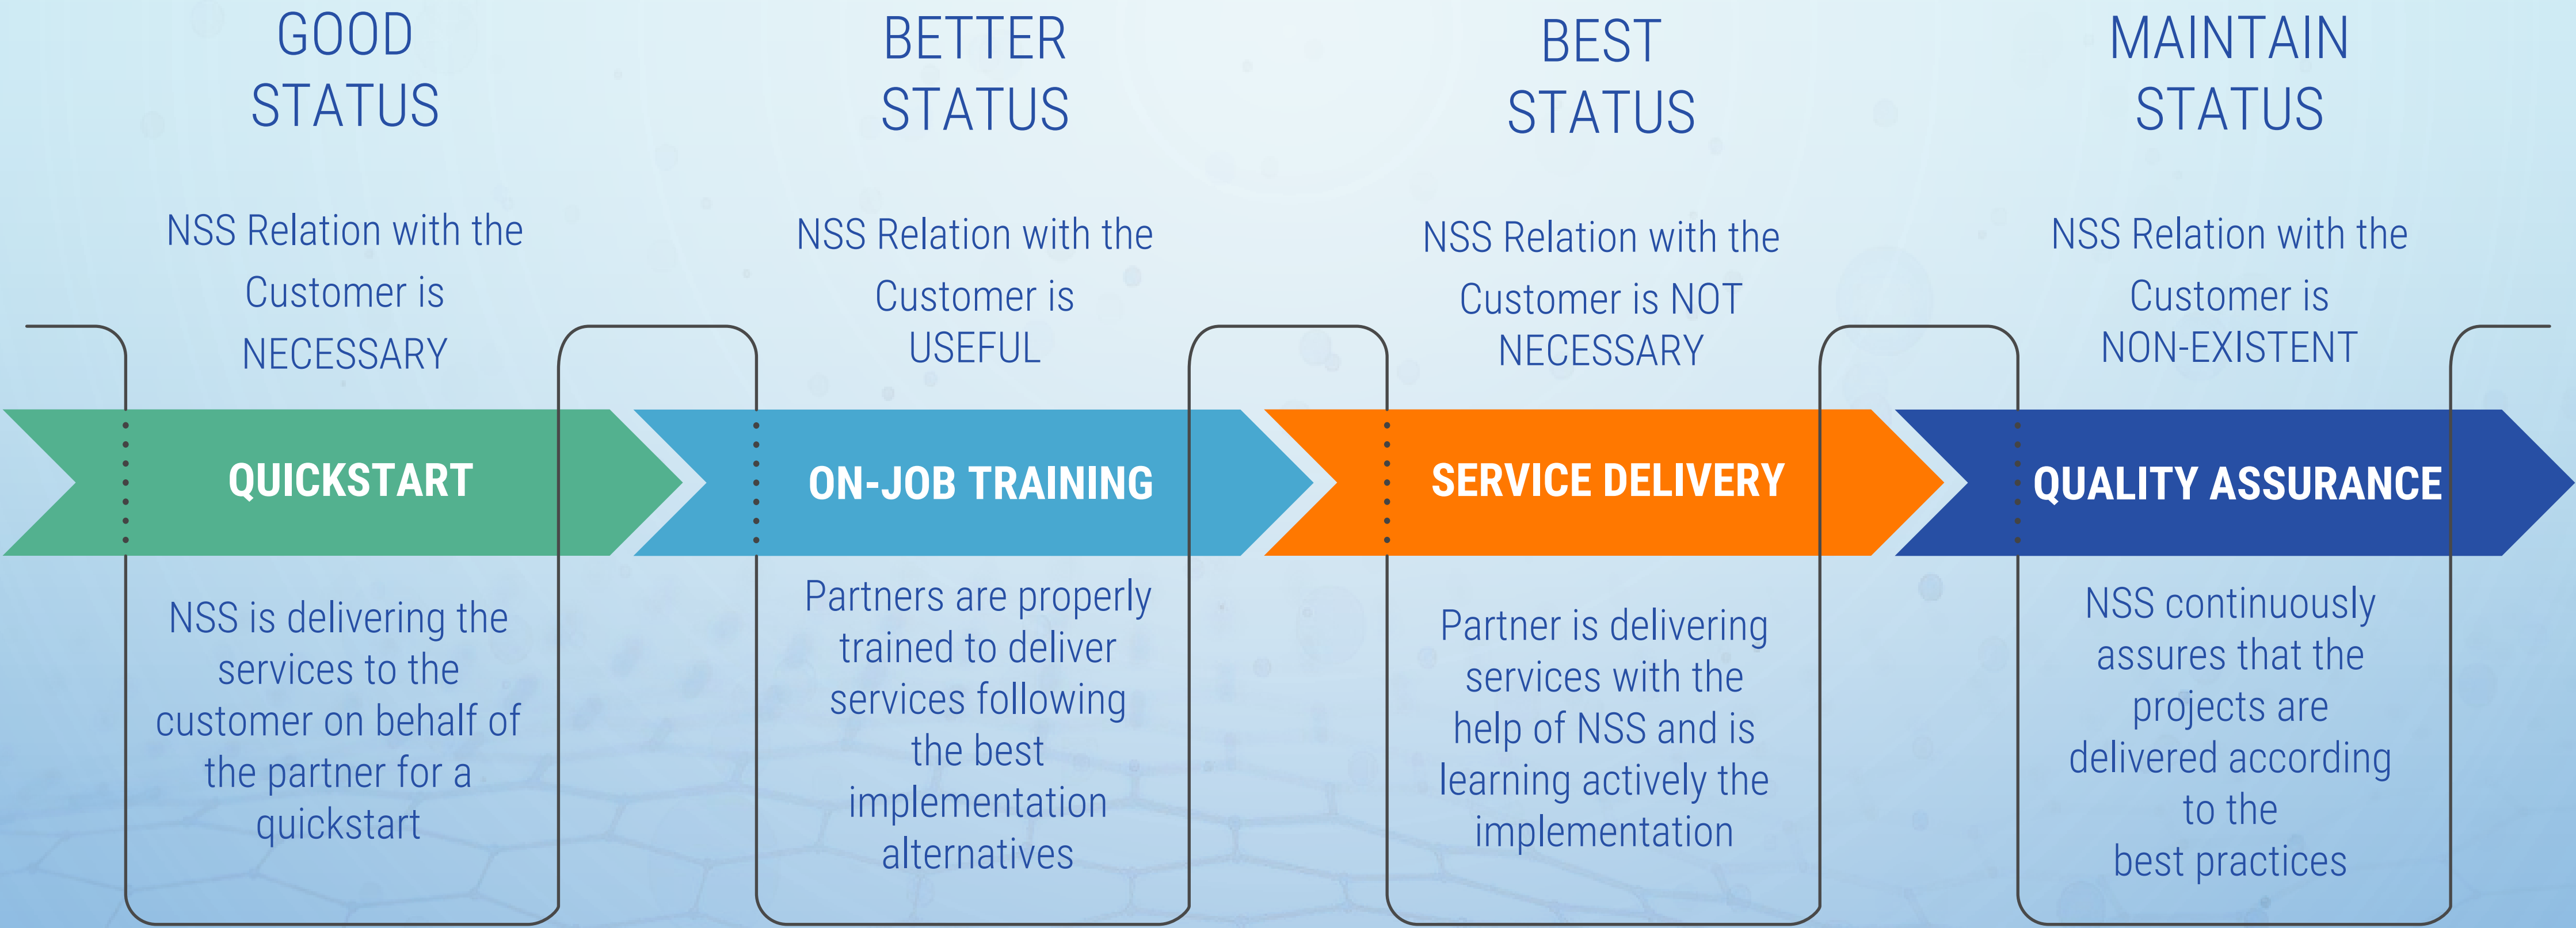 GOOD
STATUS
NSS Relation with the
Customer is
NECESSARY
QUICKSTART
NSS is delivering the
services to the
customer on behalf of
the partner for a
quickstart
BETTER
STATUS
NSS Relation with the
Customer is
USEFUL
ON-JOB TRAINING
Partners are properly
trained to deliver
services following
the best
implementation
alternatives
BEST
STATUS
NSS Relation with the
Customer is NOT
NECESSARY
SERVICE DELIVERY
Partner is delivering
services with the
help of NSS and is
learning actively the
implementation
MAINTAIN
STATUS
NSS Relation with the
Customer is
NON-EXISTENT
QUALITY ASSURANCE
NSS continuously
assures that the
projects are
delivered according
to the
best practices